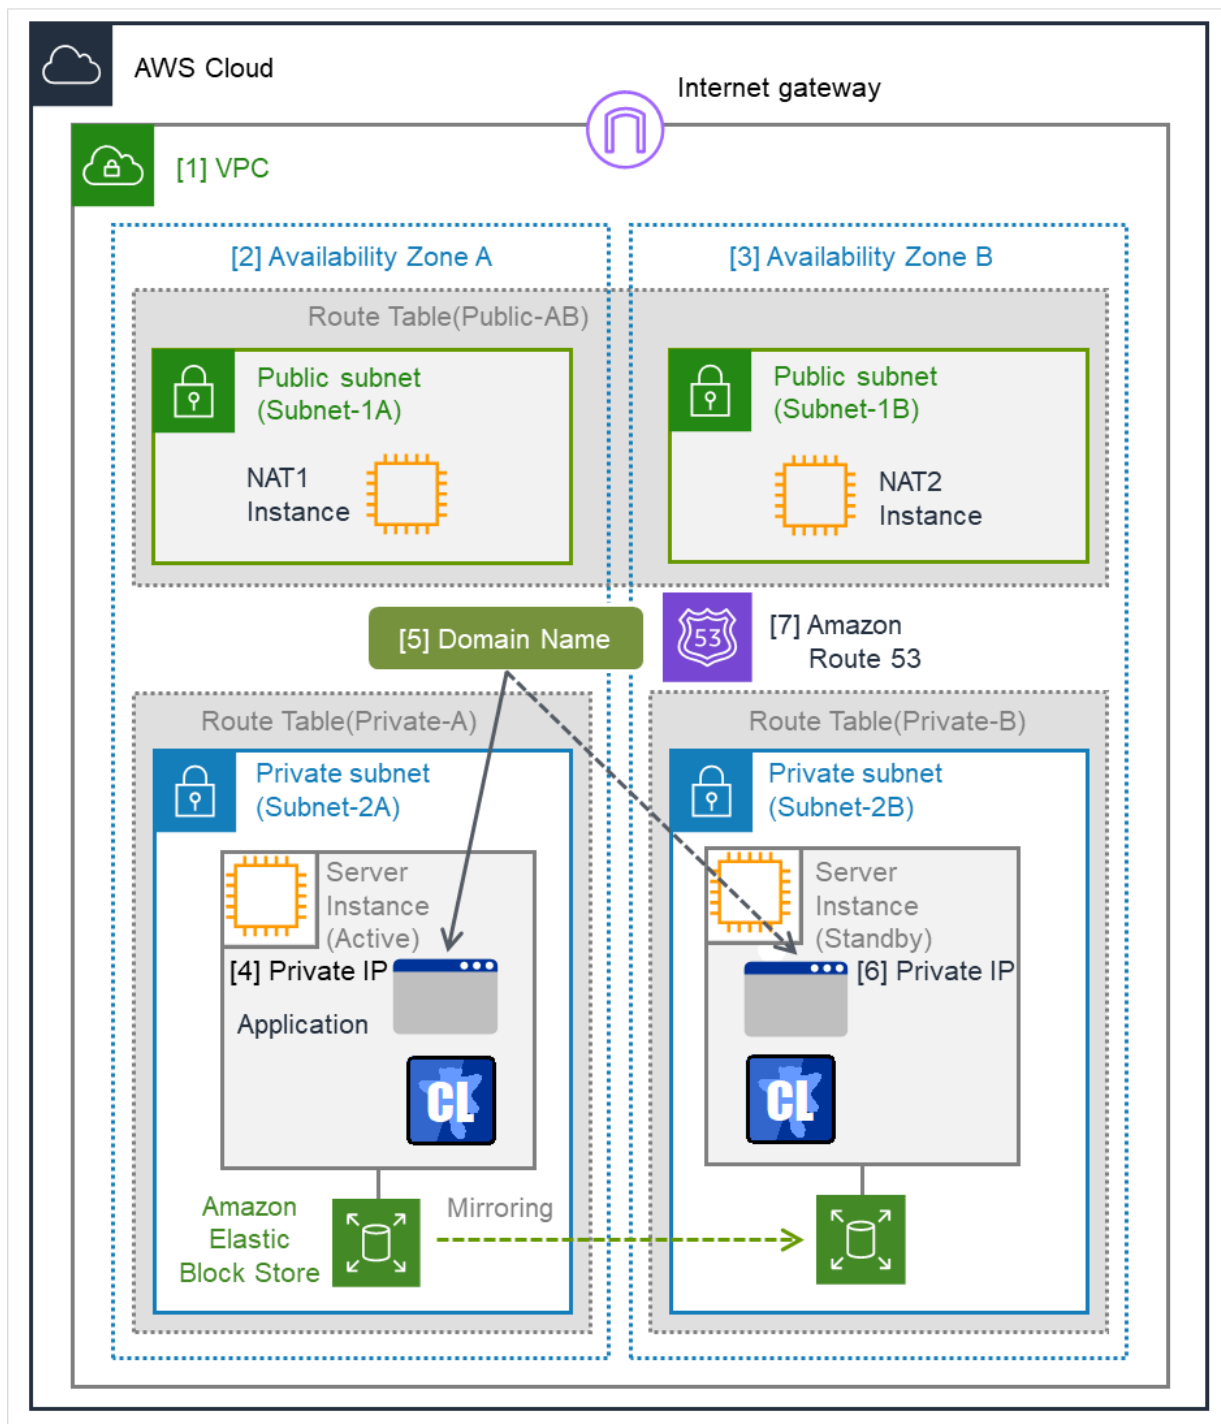 AWS Cloud
Internet gateway
[1] VPC
[2] Availability Zone A
[3] Availability Zone B
Route Table(Public-AB)
Public subnet
(Subnet-1A)
Public subnet
(Subnet-1B)
NAT1
Instance
NAT2
Instance
[5] Domain Name
53
[7] Amazon
Route 53
Route Table(Private-A)
Route Table(Private-B)
Private subnet
(Subnet-2A)
Private subnet
(Subnet-2B)
Server
Instance
(Active)
[4] Private IP
Application
CL
Server
Instance
(Standby)
[6] Private IP
CL
Amazon
Elastic
Block Store
Mirroring